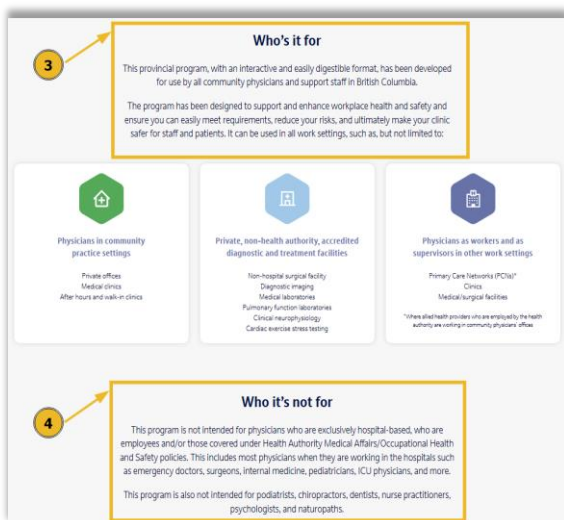 3
Who's it for
This provincial program, with an interactive and easily digestible format, has been developed
for use by all community physicians and support staff in British Columbia.
The program has been designed to support and enhance workplace health and safety and
ensure you can easily meet requirements, reduce your risks, and ultimately make your clinic
safer for staff and patients. It can be used in all work settings, such as, but not limited to:
Physicians in community
practice settings
Private offices
Medical clinics
After hours and walk-in clinics
Private, non-health authority, accredited
diagnostic and treatment facilities
Non-hospital surgical facility
Diagnostic imaging
Medical laboratories
Pulmonary function laboratories
Clinical neurophysiology
Cardiac exercise stress testing
Physicians as workers and as
supervisors in other work settings
Primary Care Networks (PCNs)*
Clinics
Medical/surgical facilities
*Where allied health providers who are employed by the health
authority are working in community physicians' offices
4
Who it's not for
This program is not intended for physicians who are exclusively hospital-based, who are
employees and/or those covered under Health Authority Medical Affairs/Occupational Health
and Safety policies. This includes most physicians when they are working in the hospitals such
as emergency doctors, surgeons, internal medicine, pediatricians, ICU physicians, and more.
This program is also not intended for podiatrists, chiropractors, dentists, nurse practitioners,
psychologists, and naturopaths.